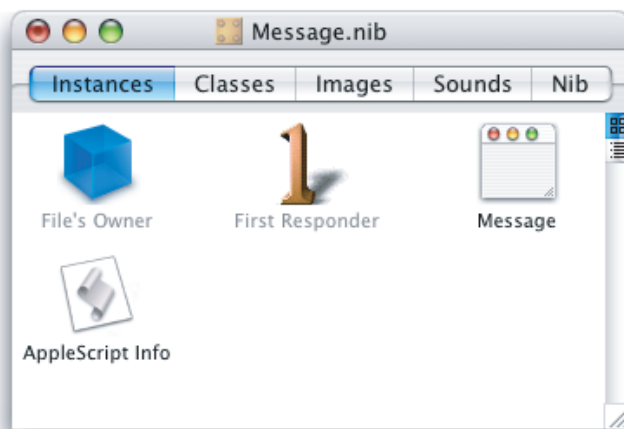 Message.nib
Instances Classes Images Sounds Nib
File's Owner First Responder Message
AppleScript Info